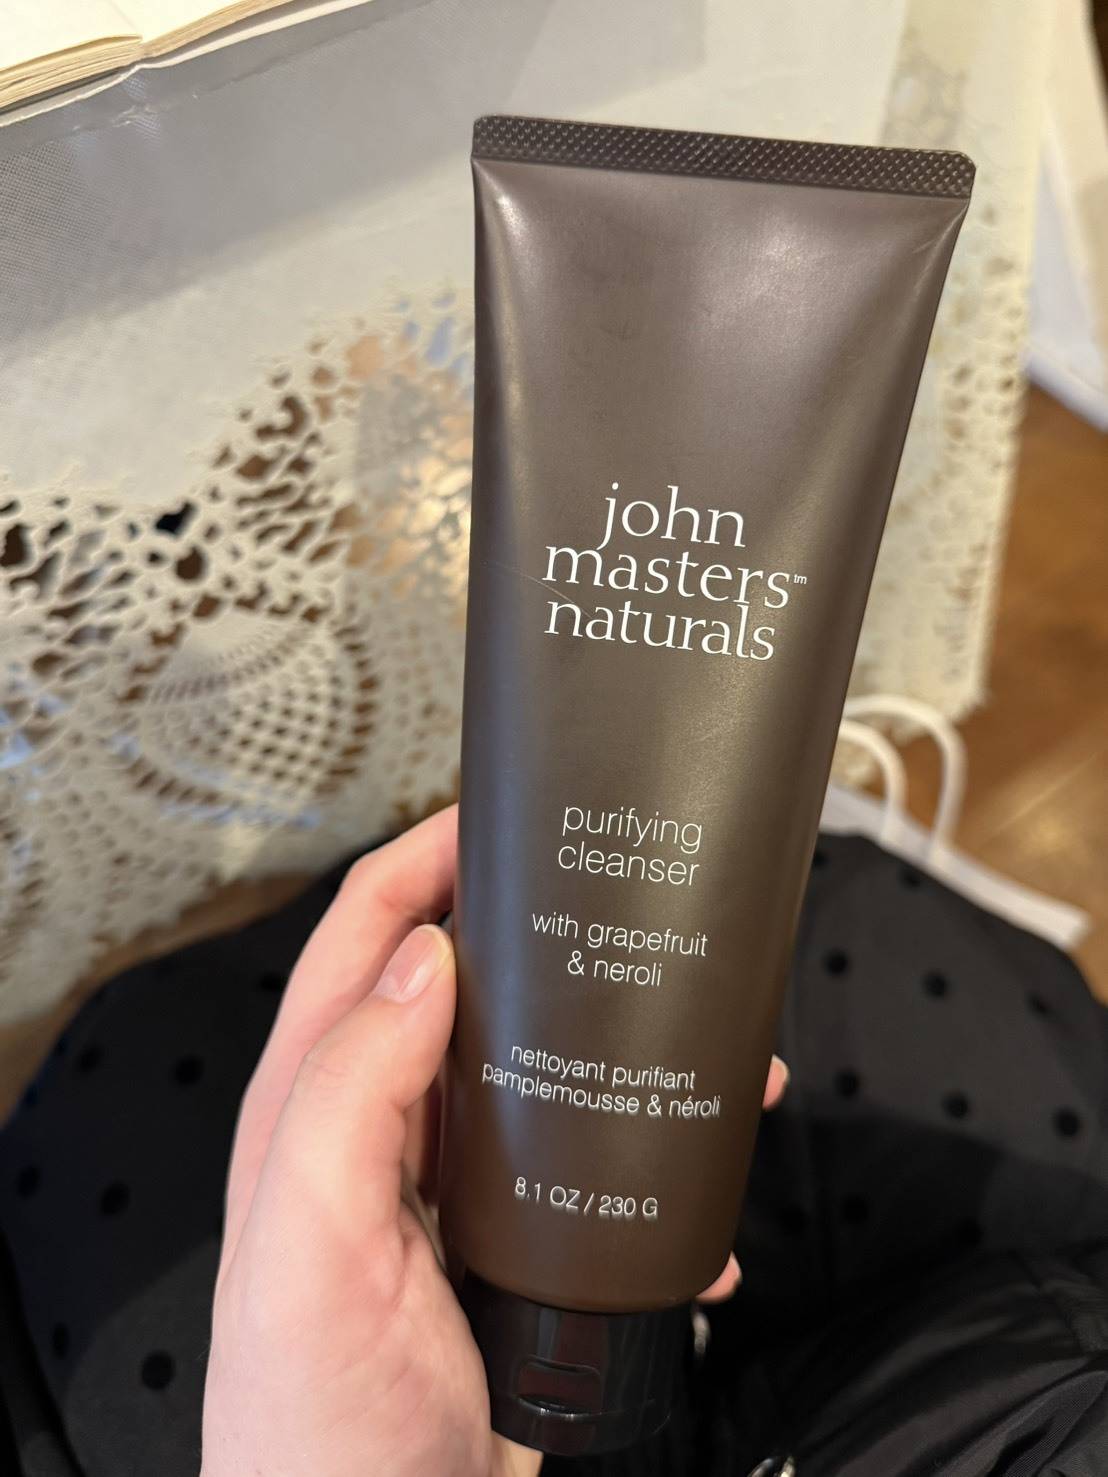 john
masters™
naturals
purifying
cleanser
with grapefruit
& neroli
nettoyant purifiant
pamplemousse & néroli
8.1 OZ / 230 G